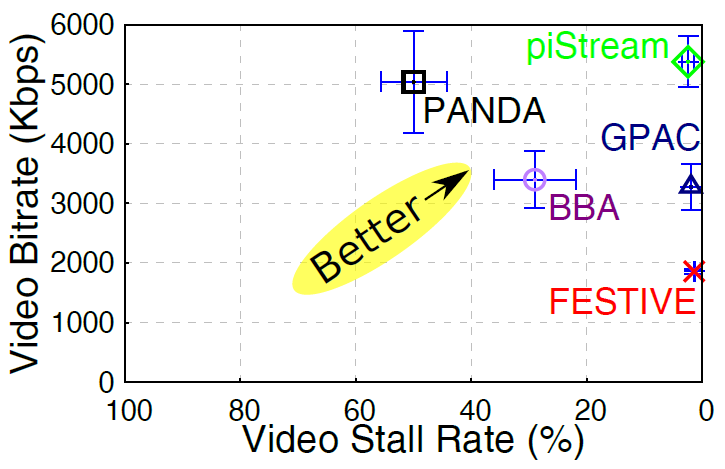 6000
5000
4000
3000
2000
1000
0
Video Bitrate (Kbps)
piStream
PANDA
GPAC
BBA
Better
FESTIVE
100
80
60
40
20
0
Video Stall Rate (%)